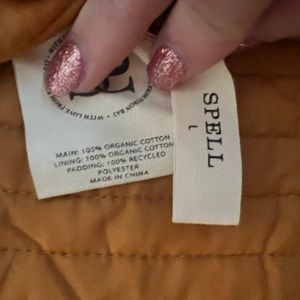 BYRON BAY • WITH LOVE FROM
MAIN: 100% ORGANIC COTTON
LINING: 100% ORGANIC COTTON
PADDING: 100% RECYCLED
POLYESTER
MADE IN CHINA
SPELL
L